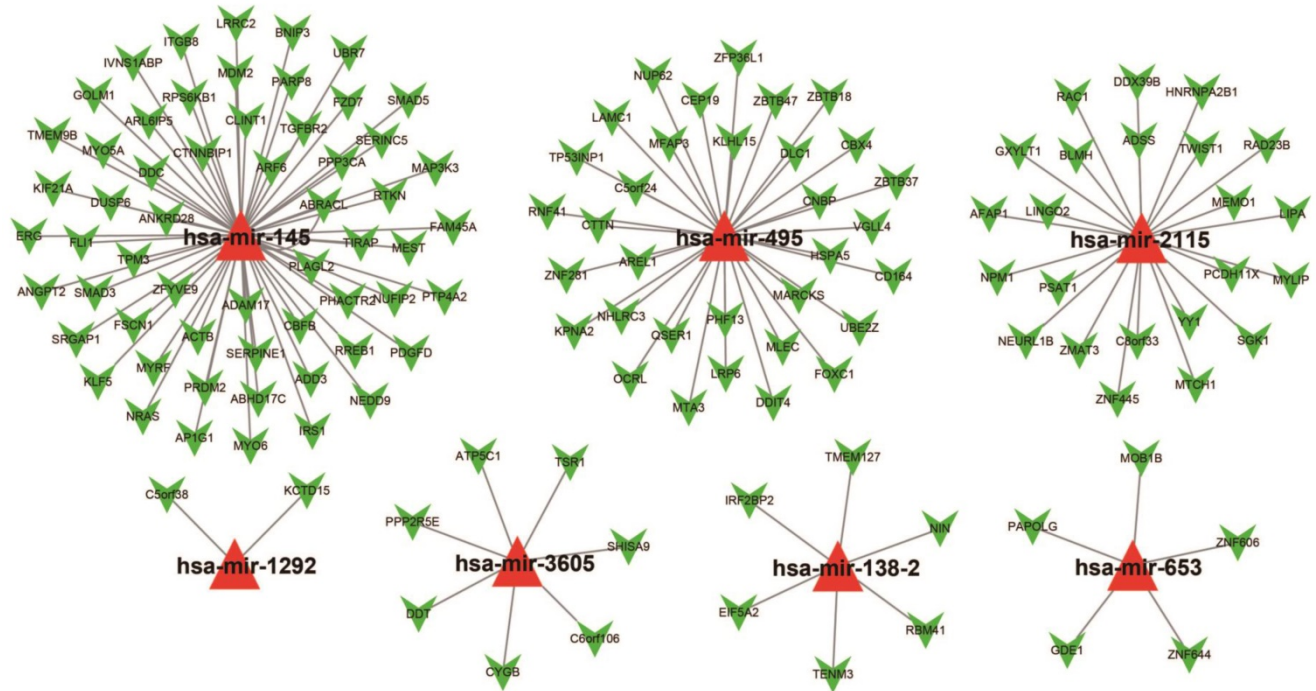 LRRC2
BNIP3
ITGB8
UBR7
IVNS1ABP
MDM2
PARP8
GOLM1
RPS6KB1
FZD7
SMAD5
ARL6IP5
CLINT1
TGFBR2
TMEM9B
MYO5A
CTNNBIP1
SERINC5
DDC
ARF6
PPP3CA
MAP3K3
KIF21A
DUSP6
RTKN
ANKRD28
ABRACL
FAM45A
ERG
FLI1
hsa-mir-145
TIRAP
MEST
TPM3
PLAGL2
ANGPT2
SMAD3
ZFYVE9
ADAM17
PHACTR2
NUFIP2
PTP4A2
SRGAP1
FSCN1
ACTB
CBFB
RREB1
PDGFD
KLF5
MYRF
SERPINE1
PRDM2
ABHD17C
ADD3
NEDD9
NRAS
AP1G1
MYO6
IRS1
ZFP36L1
NUP62
CEP19
ZBTB47
ZBTB18
LAMC1
MFAP3
KLHL15
DLC1
CBX4
TP53INP1
C5orf24
ZBTB37
CNBP
RNF41
CTTN
VGLL4
hsa-mir-495
AREL1
HSPA5
ZNF281
CD164
MARCKS
KPNA2
NHLRC3
QSER1
PHF13
UBE2Z
MLEC
OCRL
LRP6
FOXC1
MTA3
DDIT4
DDX39B
RAC1
HNRNPA2B1
GXYLT1
BLMH
ADSS
TWIST1
RAD23B
AFAP1
LINGO2
MEMO1
LIPA
hsa-mir-2115
NPM1
PSAT1
PCDH11X
MYLIP
NEURL1B
ZMAT3
C8orf33
YY1
SGK1
ZNF445
MTCH1
C5orf38
KCTD15
hsa-mir-1292
ATP5C1
TSR1
PPP2R5E
SHISA9
hsa-mir-3605
DDT
C6orf106
CYGB
TMEM127
IRF2BP2
NIN
hsa-mir-138-2
EIF5A2
RBM41
TENM3
MOB1B
PAPOLG
ZNF606
hsa-mir-653
GDE1
ZNF644